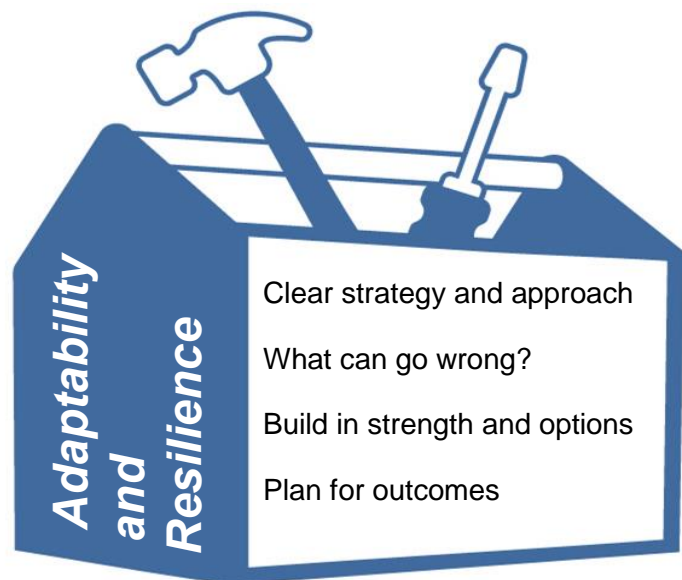 Adaptability
and
Resilience
Clear strategy and approach
What can go wrong?
Build in strength and options
Plan for outcomes